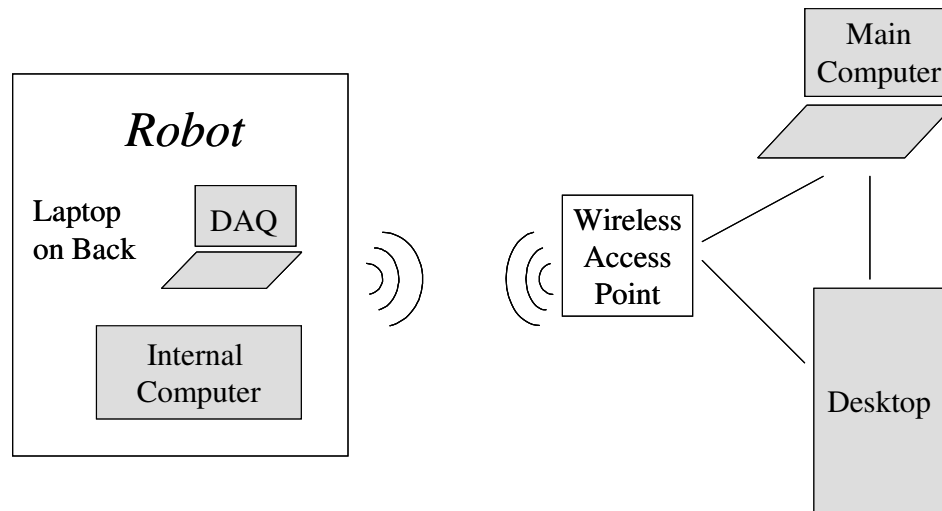 Robot
Laptop
on Back
DAQ
Internal
Computer
Wireless
Access
Point
Main
Computer
Desktop